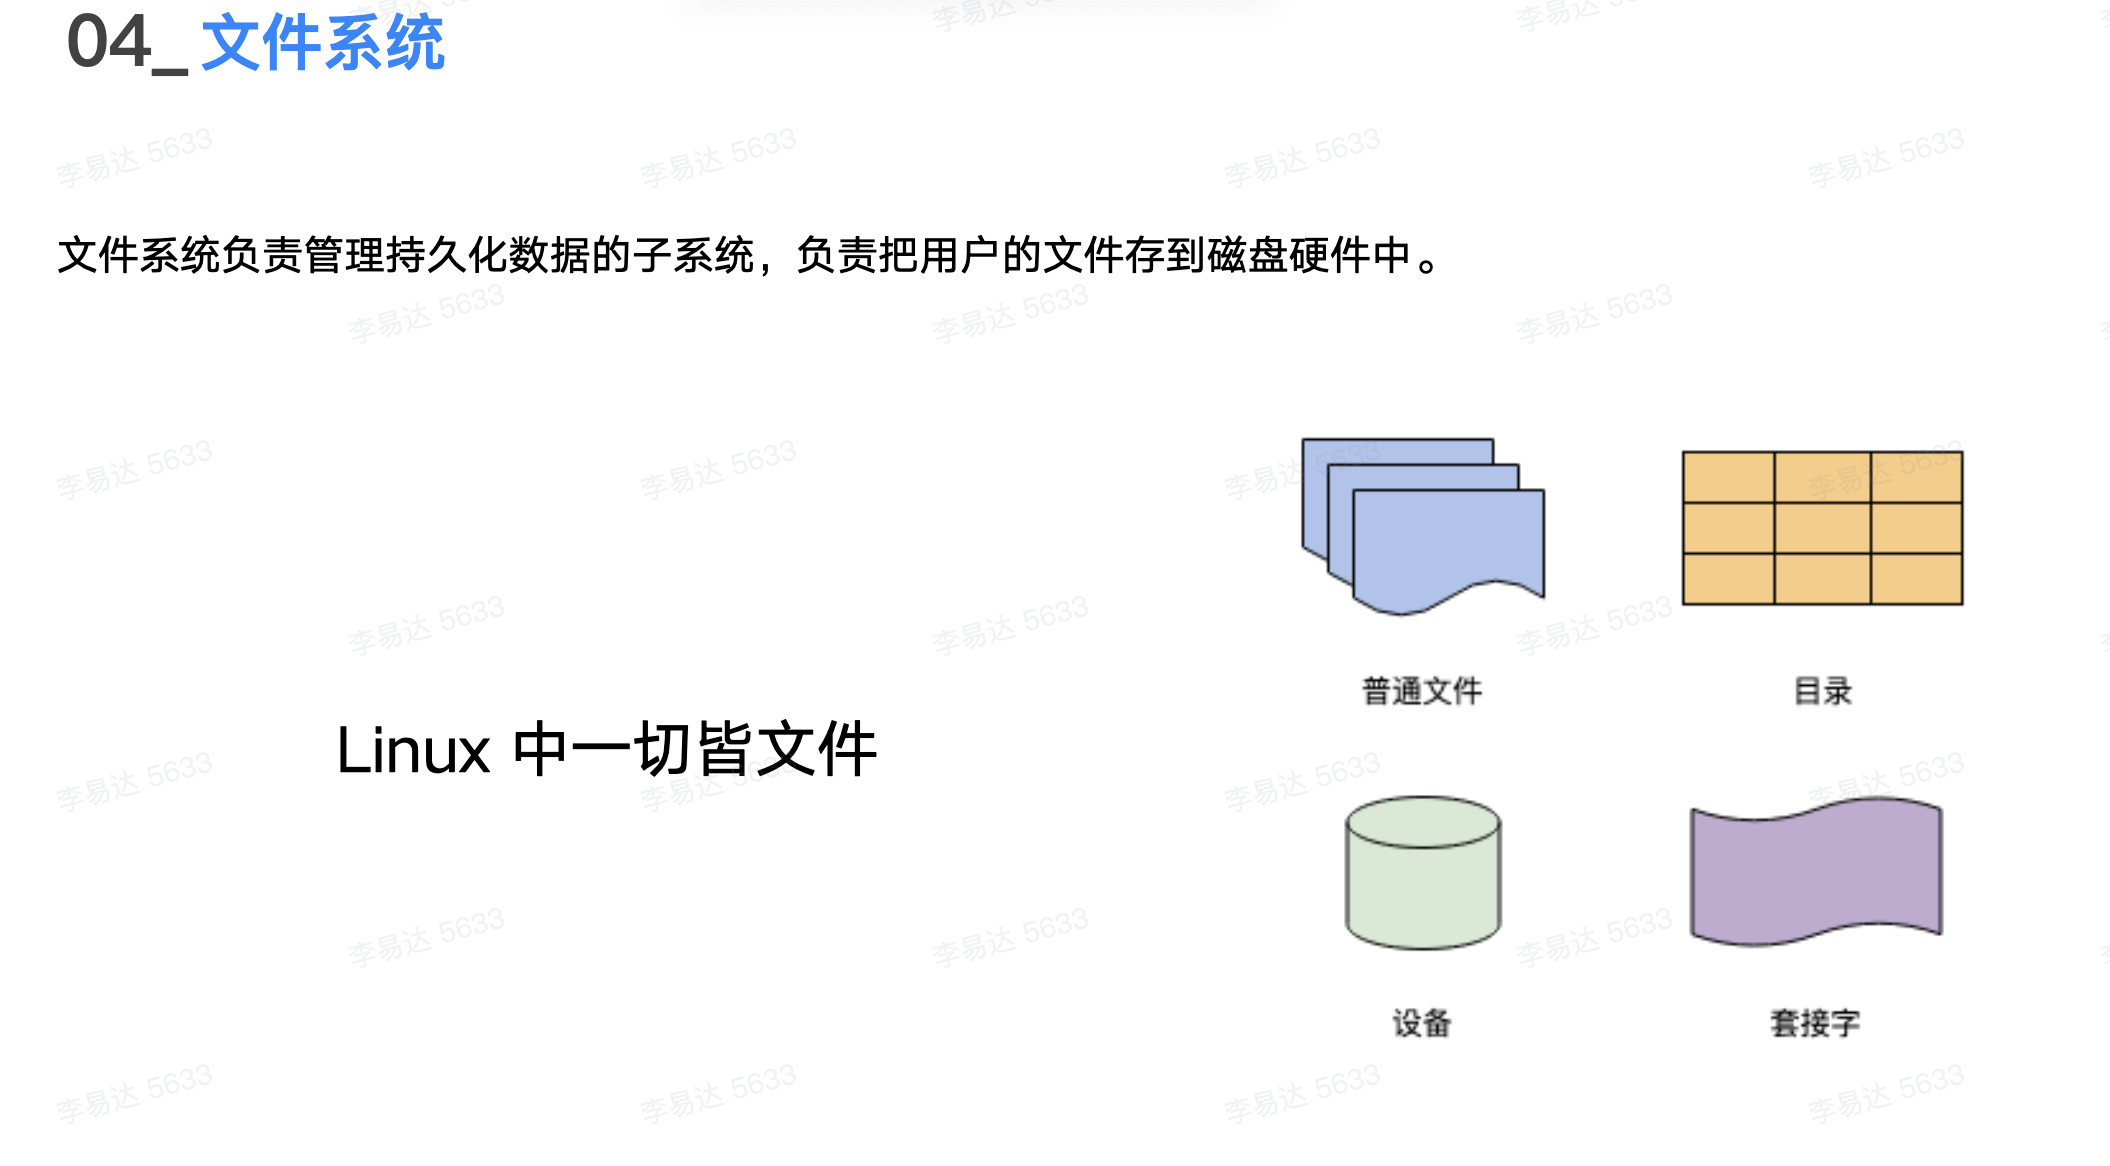 04_ 文件系统
文件系统负责管理持久化数据的子系统，负责把用户的文件存到磁盘硬件中。
Linux 中一切皆文件
普通文件
目录
设备
套接字
李易达 5633